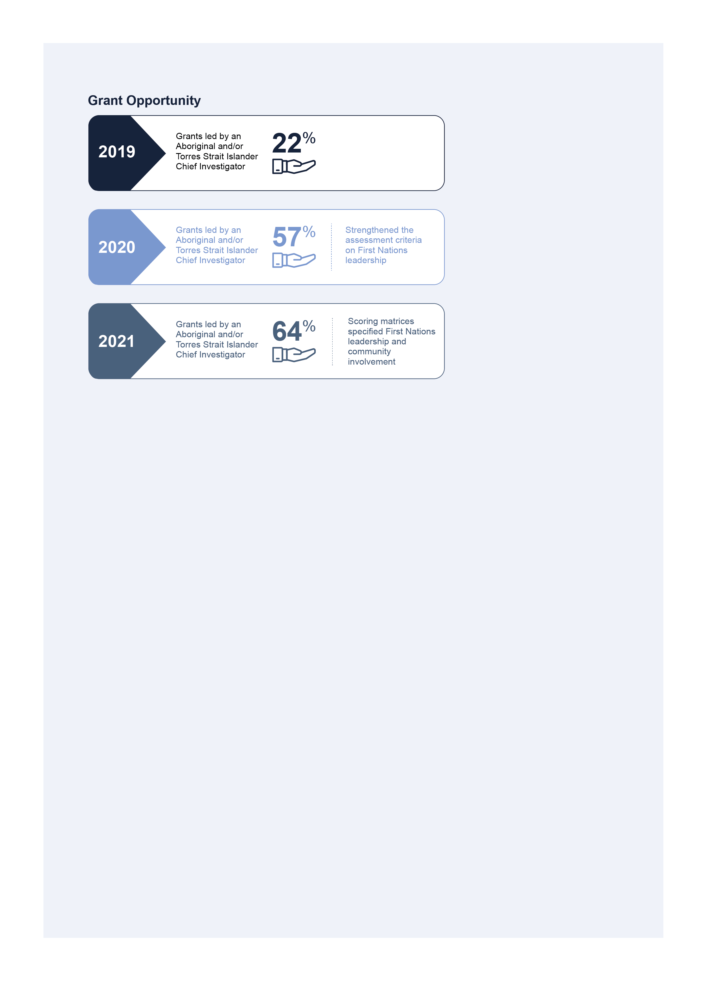 Grant Opportunity
2019
Grants led by an
Aboriginal and/or
Torres Strait Islander
Chief Investigator
22%
2020
Grants led by an
Aboriginal and/or
Torres Strait Islander
Chief Investigator
57%
Strengthened the
assessment criteria
on First Nations
leadership
2021
Grants led by an
Aboriginal and/or
Torres Strait Islander
Chief Investigator
64%
Scoring matrices
specified First Nations
leadership and
community
involvement